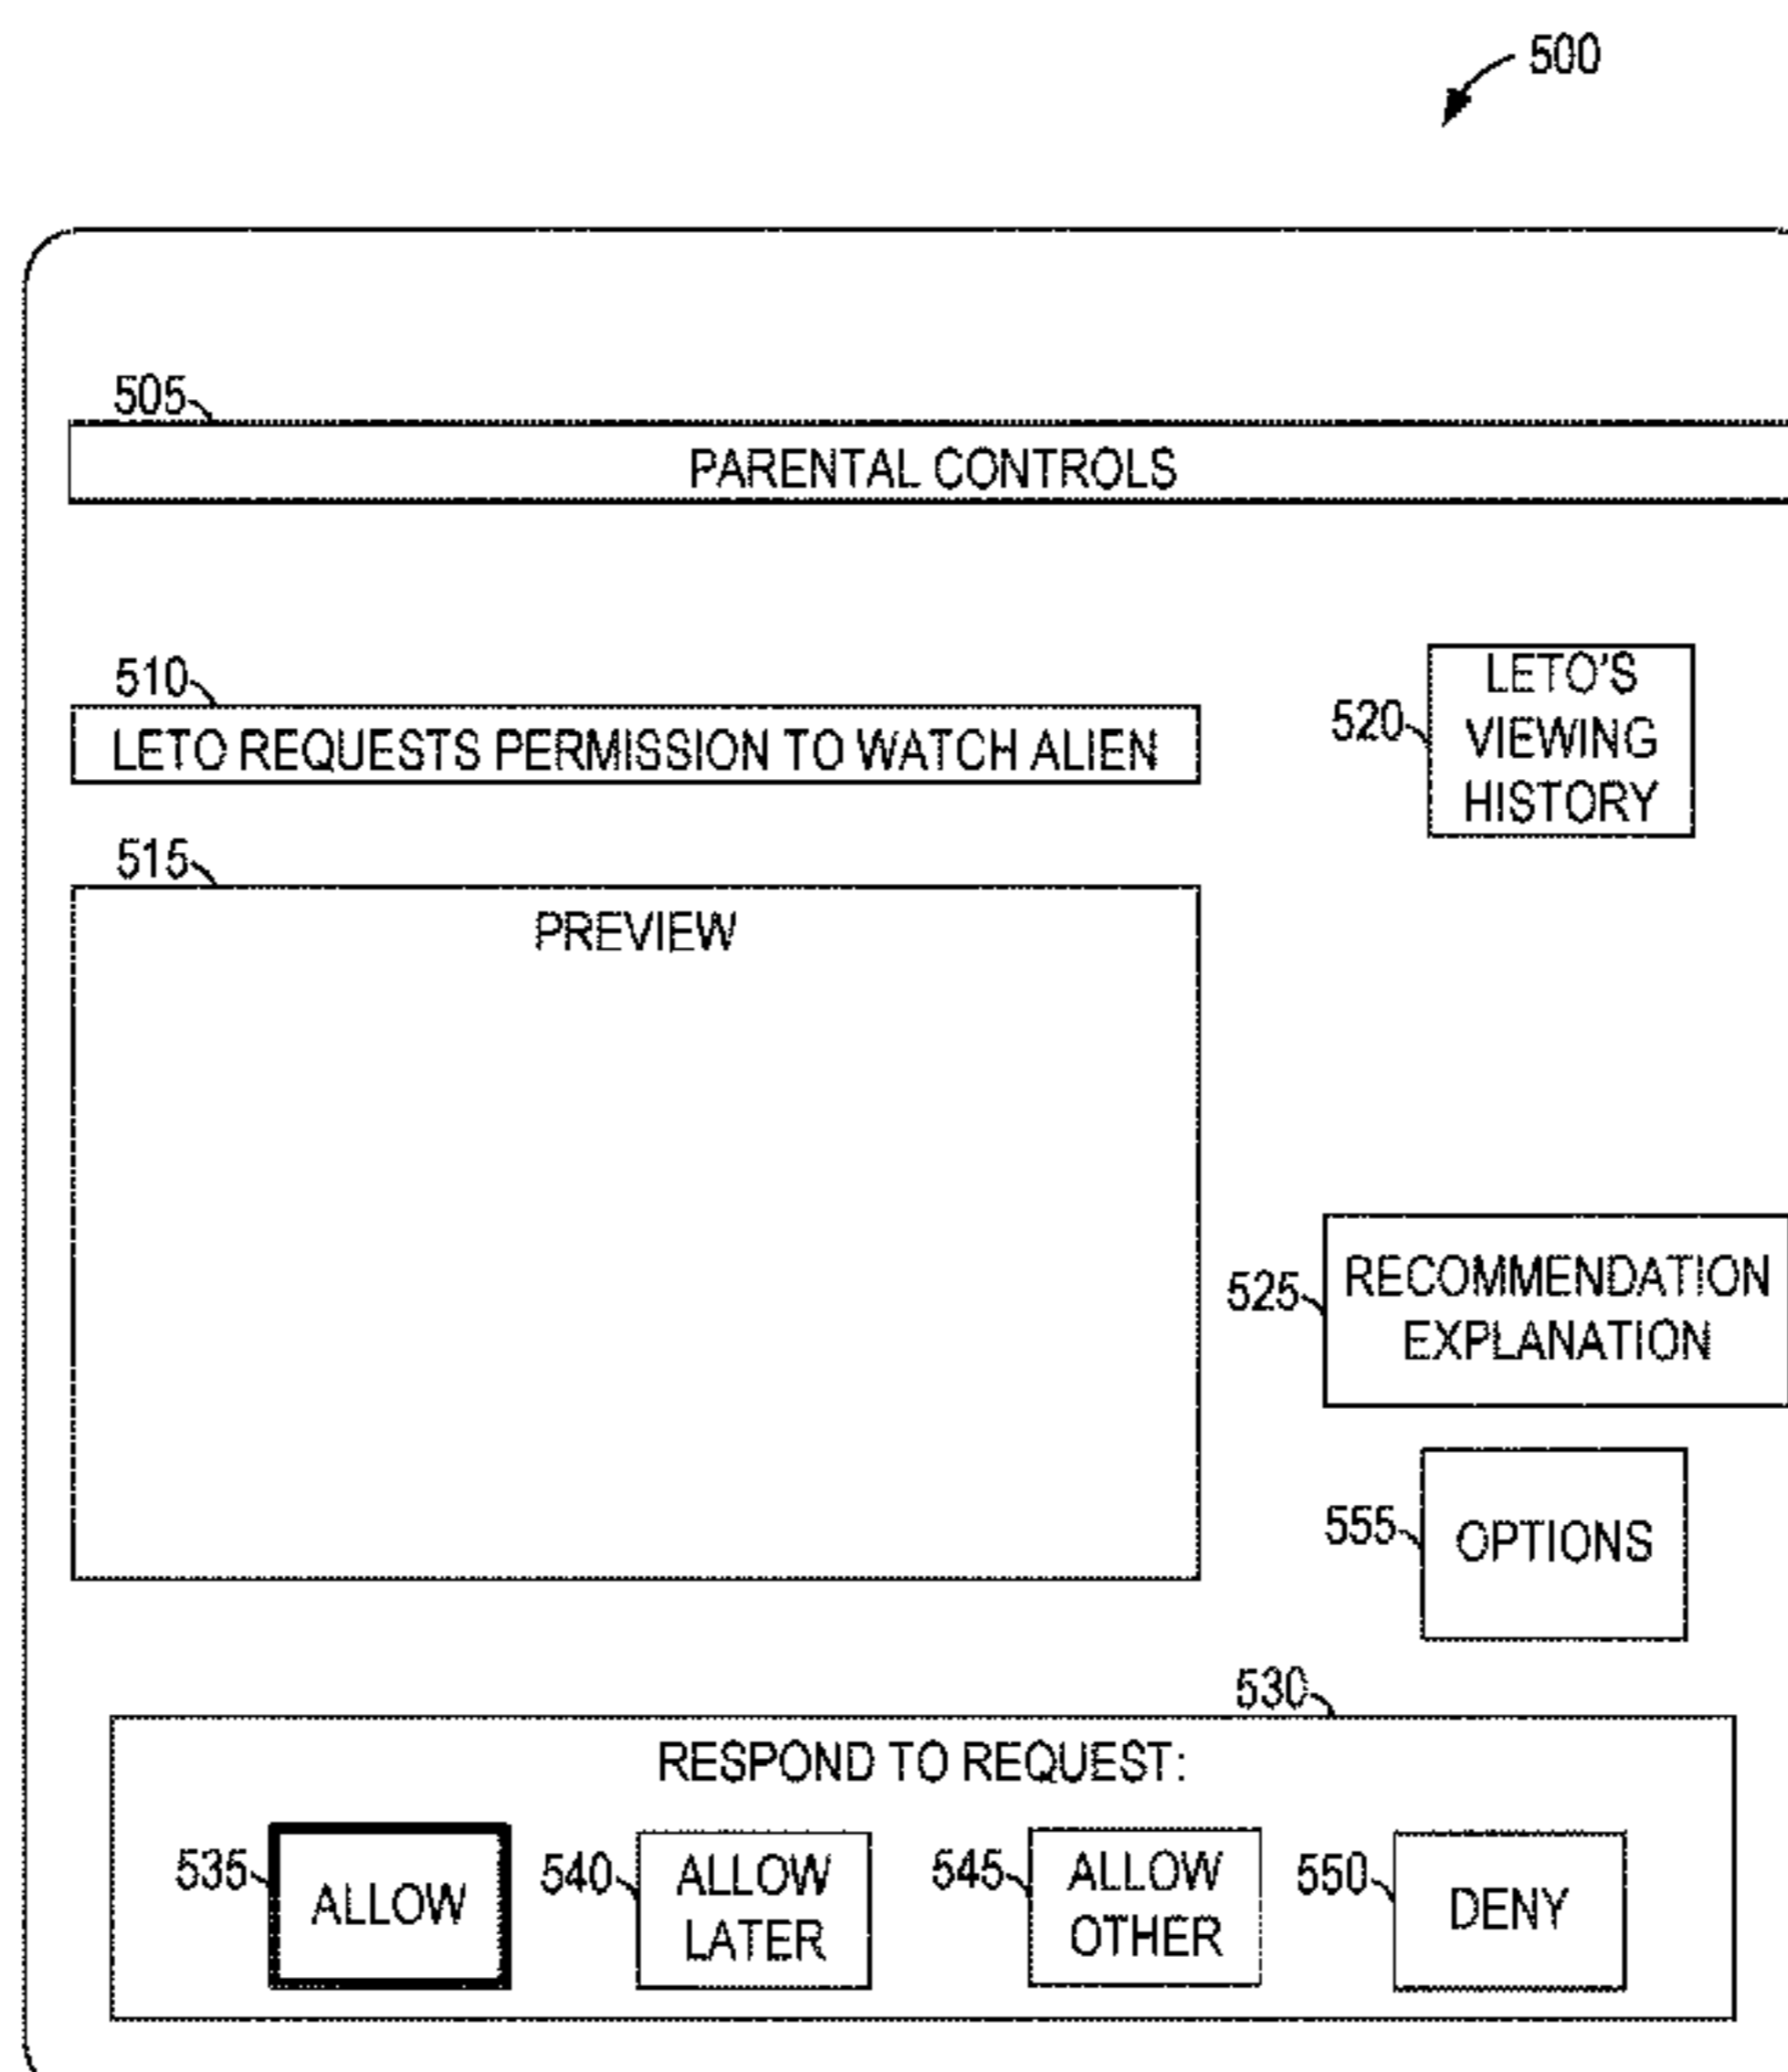 500
505
PARENTAL CONTROLS
510
LETO REQUESTS PERMISSION TO WATCH ALIEN
520
LETO'S
VIEWING
HISTORY
515
PREVIEW
525
RECOMMENDATION
EXPLANATION
555
OPTIONS
530
RESPOND TO REQUEST:
535
ALLOW
540
ALLOW
LATER
545
ALLOW
OTHER
550
DENY